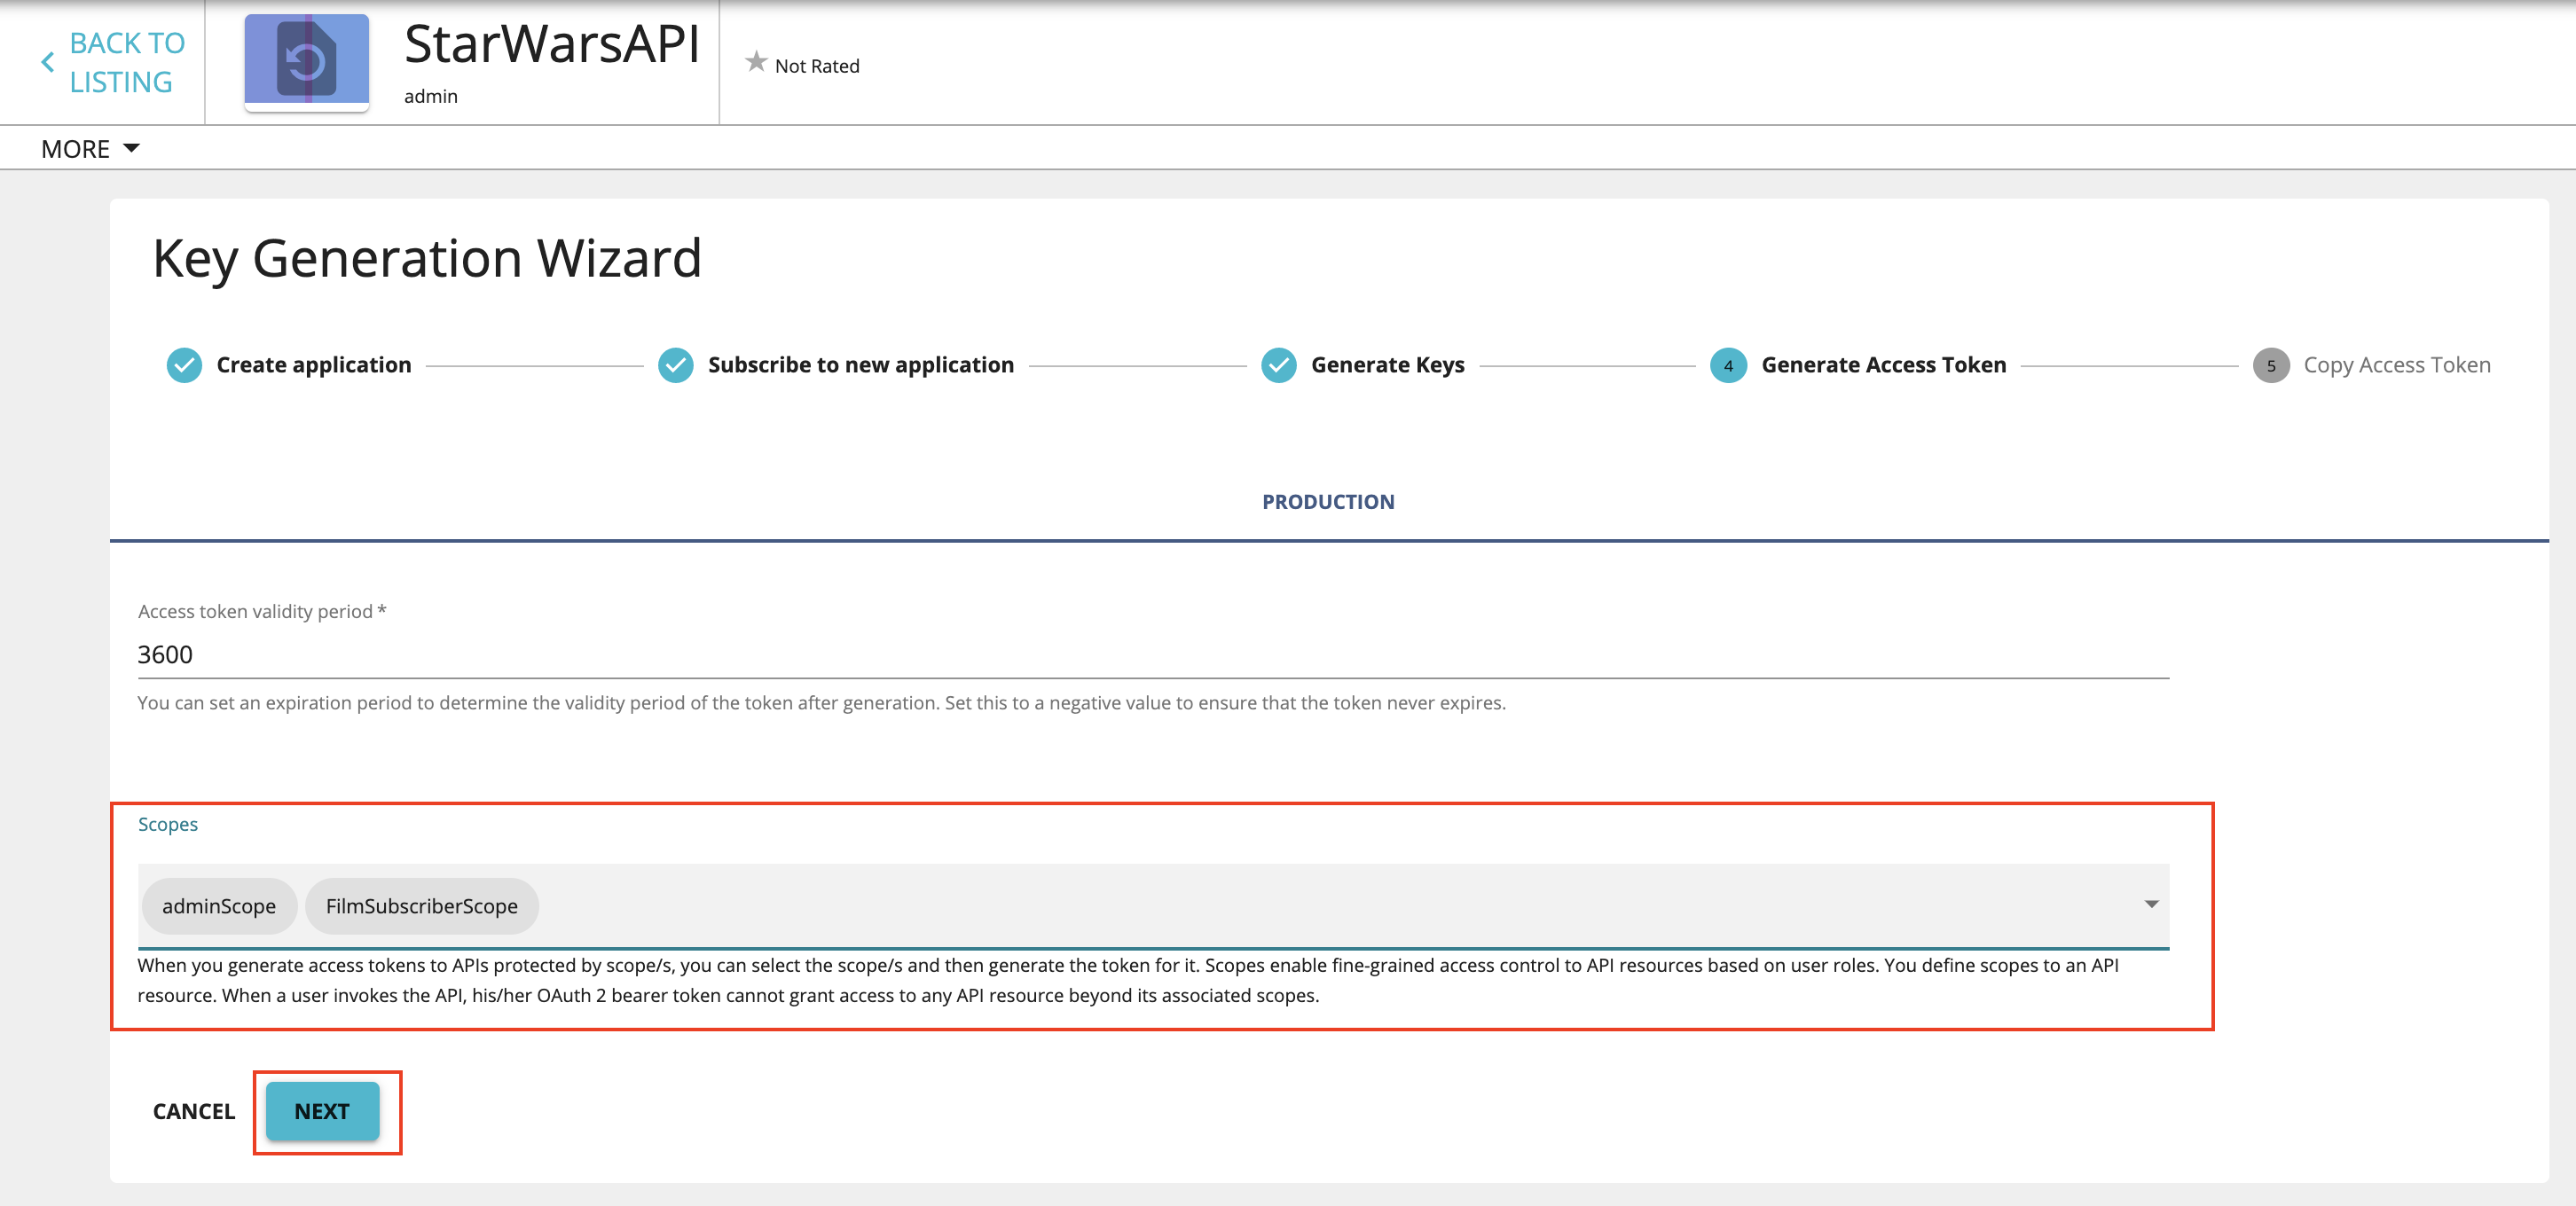 BACK TO
LISTING
StarWarsAPI
admin
Not Rated
MORE
Key Generation Wizard
Create application
Subscribe to new application
Generate Keys
4 Generate Access Token
5 Copy Access Token
PRODUCTION
Access token validity period *
3600
You can set an expiration period to determine the validity period of the token after generation. Set this to a negative value to ensure that the token never expires.
Scopes
adminScope FilmSubscriberScope
When you generate access tokens to APIs protected by scope/s, you can select the scope/s and then generate the token for it. Scopes enable fine-grained access control to API resources based on user roles. You define scopes to an API
resource. When a user invokes the API, his/her OAuth 2 bearer token cannot grant access to any API resource beyond its associated scopes.
CANCEL NEXT